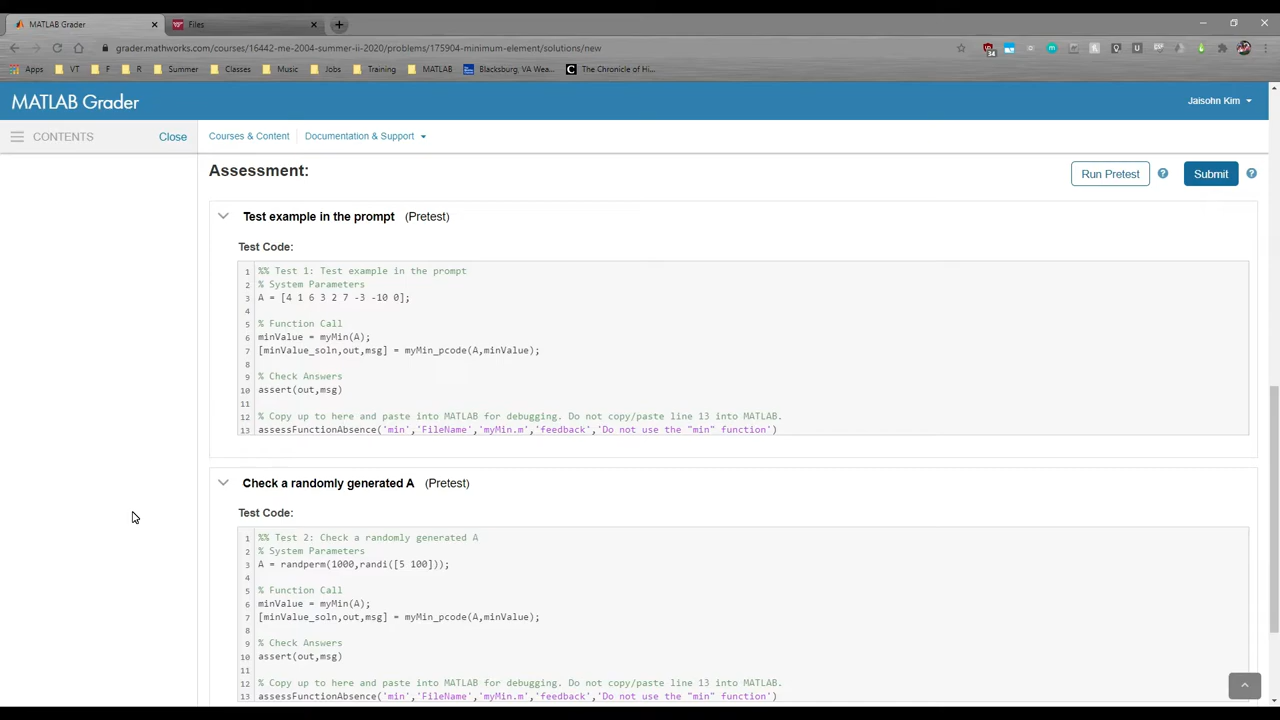 MATLAB Grader
Files
grader.mathworks.com/courses/16442-me-2004-summer-ii-2020/problems/175904-minimum-element/solutions/new
Apps VT F R Summer Classes Music Jobs Training MATLAB Blacksburg, VA Wea... The Chronicle of Hi...
MATLAB Grader
Jaisohn Kim
CONTENTS Close
Courses & Content Documentation & Support
Assessment:
Run Pretest Submit
Test example in the prompt (Pretest)
Test Code:
1 %% Test 1: Test example in the prompt
2 % System Parameters
3 A = [4 1 6 3 2 7 -3 -10 0];
4
5 % Function Call
6 minValue = myMin(A);
7 [minValue_soln,out,msg] = myMin_pcode(A,minValue);
8
9 % Check Answers
10 assert(out,msg)
11
12 % Copy up to here and paste into MATLAB for debugging. Do not copy/paste line 13 into MATLAB.
13 assessFunctionAbsence('min','FileName','myMin.m','feedback','Do not use the "min" function')
Check a randomly generated A (Pretest)
Test Code:
1 %% Test 2: Check a randomly generated A
2 % System Parameters
3 A = randperm(1000,randi([5 100]));
4
5 % Function Call
6 minValue = myMin(A);
7 [minValue_soln,out,msg] = myMin_pcode(A,minValue);
8
9 % Check Answers
10 assert(out,msg)
11
12 % Copy up to here and paste into MATLAB for debugging. Do not copy/paste line 13 into MATLAB.
13 assessFunctionAbsence('min','FileName','myMin.m','feedback','Do not use the "min" function')